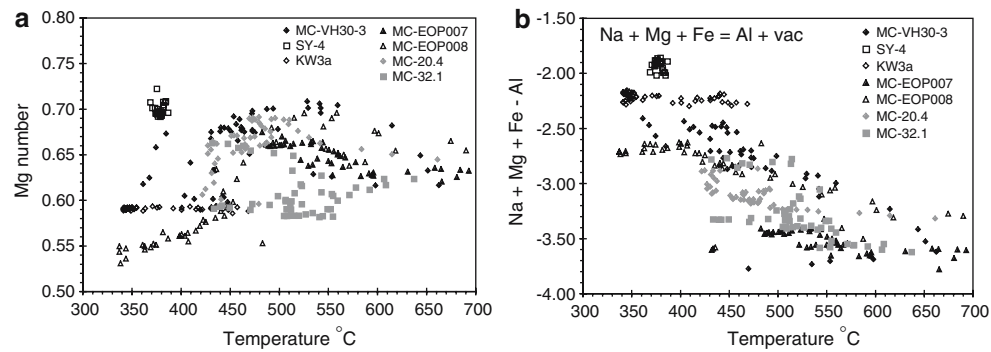 a
0.80
0.75
0.70
0.65
0.60
0.55
0.50
Mg number
300 350 400 450 500 550 600 650 700
Temperature °C
MC-VH30-3
SY-4
KW3a
MC-EOP007
MC-EOP008
MC-20.4
MC-32.1
b
-1.50
-2.00
-2.50
-3.00
-3.50
-4.00
Na + Mg + Fe - Al
Na + Mg + Fe = Al + vac
300 350 400 450 500 550 600 650 700
Temperature °C
MC-VH30-3
SY-4
KW3a
MC-EOP007
MC-EOP008
MC-20.4
MC-32.1